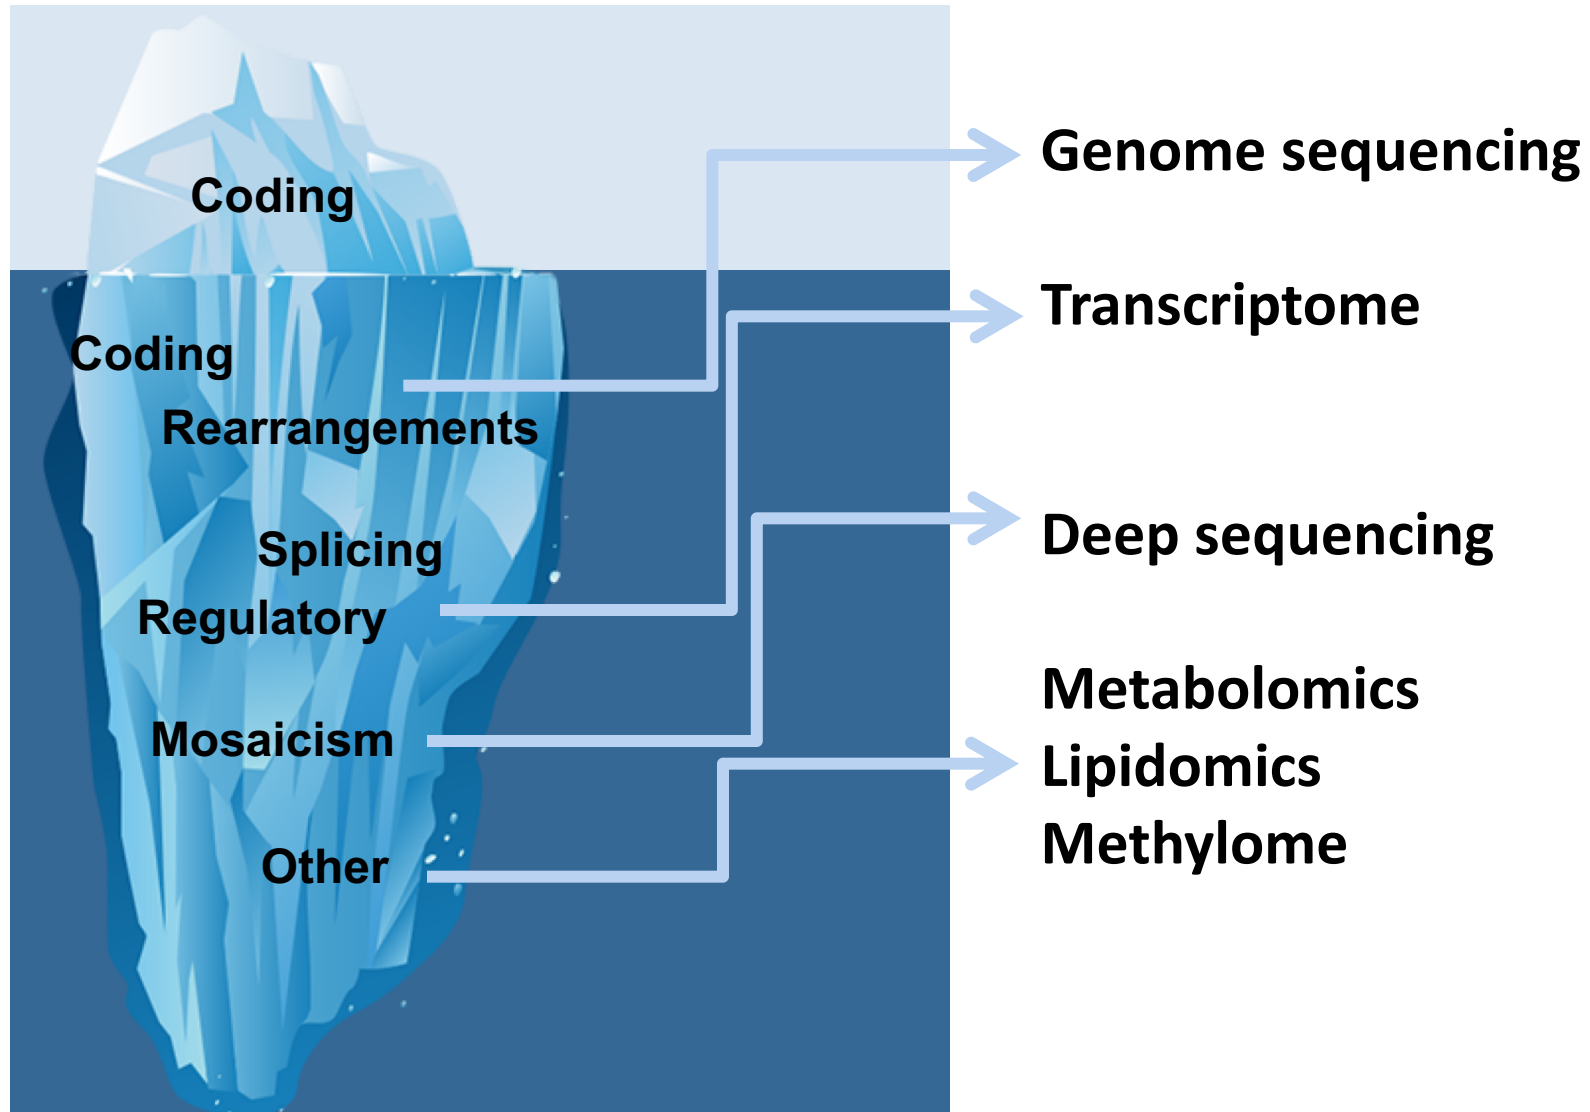 Coding
Coding
Rearrangements
Splicing
Regulatory
Mosaicism
Other
Genome sequencing
Transcriptome
Deep sequencing
Metabolomics
Lipidomics
Methylome